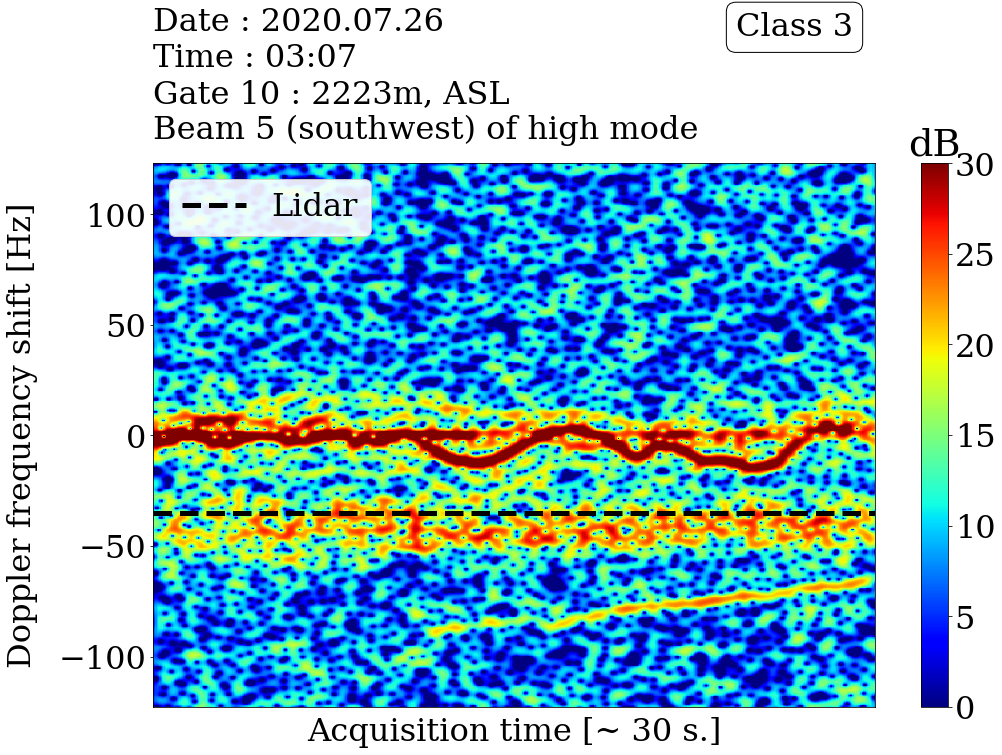 Date : 2020.07.26
Class 3
Time : 03:07
Gate 10 : 2223m, ASL
Beam 5 (southwest) of high mode
dB
Lidar
Doppler frequency shift [Hz]
100
50
0
−50
−100
30
25
20
15
10
5
0
Acquisition time [~ 30 s.]